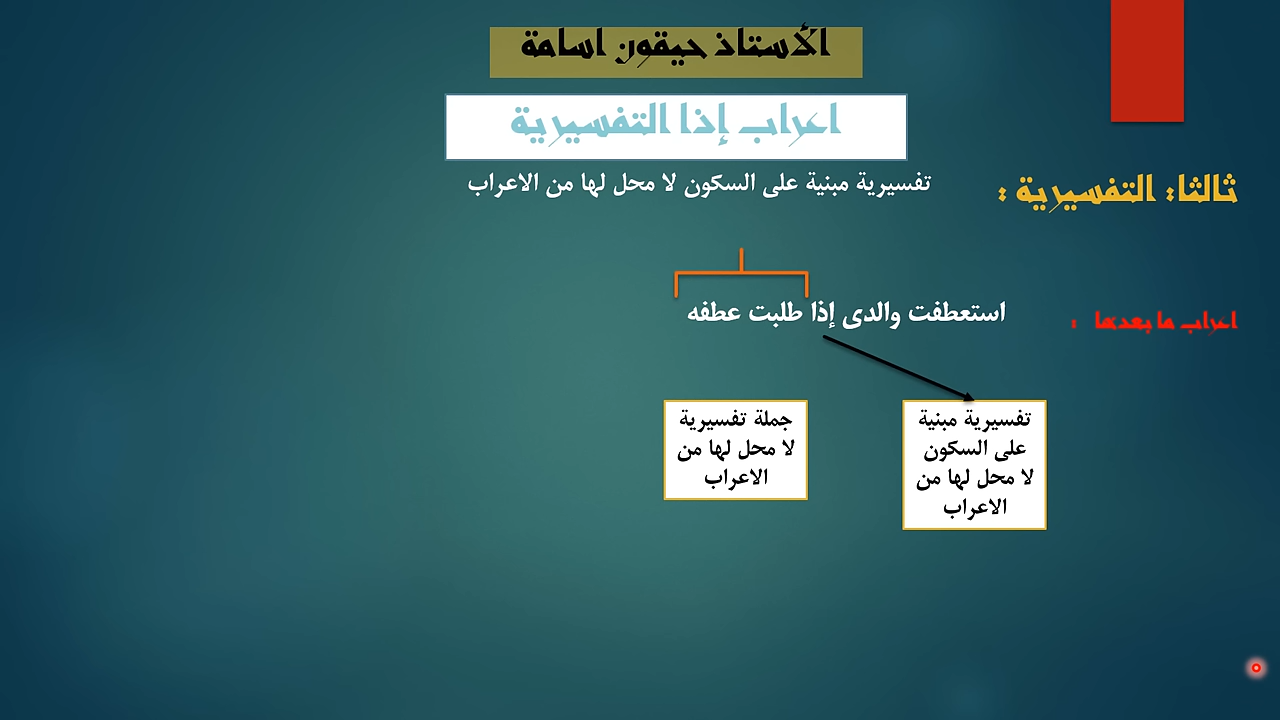 الأستاذ حيقون اسامة
اعراب إذا التفسيرية
ثالثا: التفسيرية :
تفسيرية مبنية على السكون لا محل لها من الاعراب
اعراب ما بعدها :
استعطفت والدي إذا طلبت عطفه
تفسيرية مبنية
على السكون
لا محل لها من
الاعراب
جملة تفسيرية
لا محل لها من
الاعراب